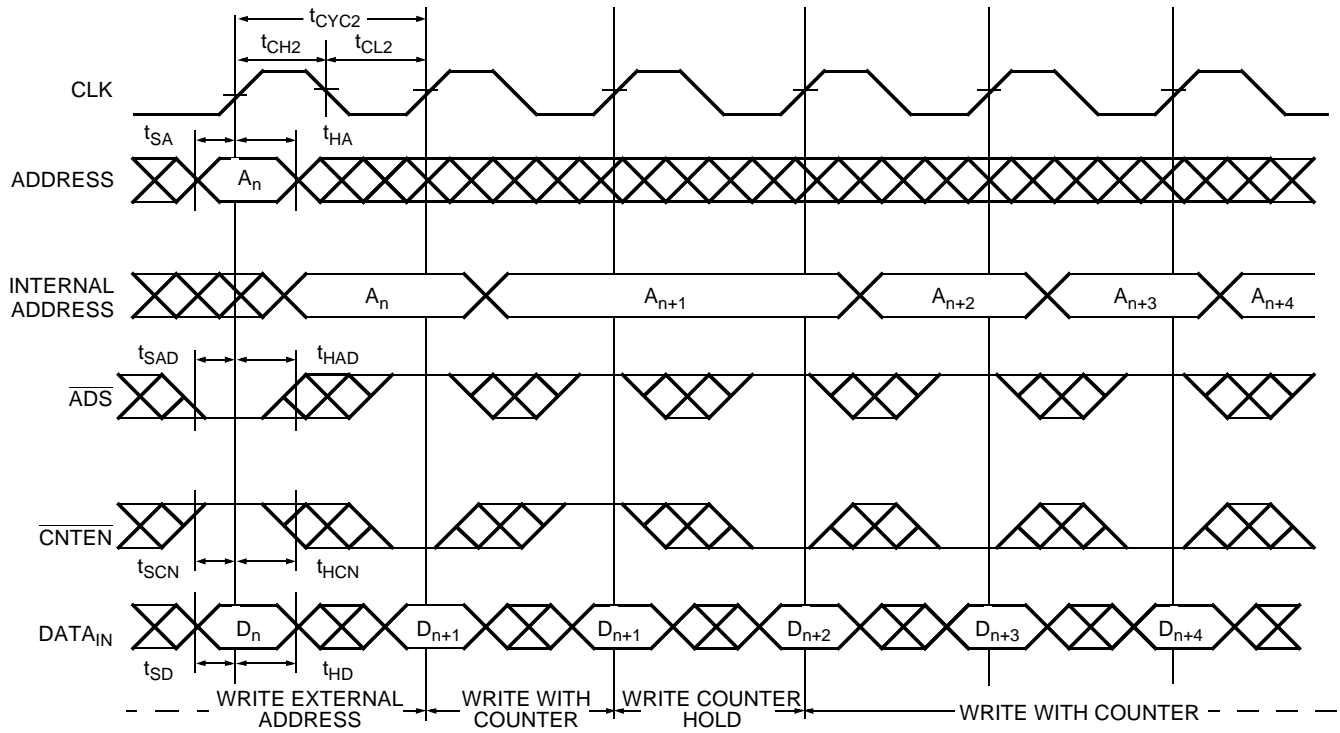 tCYC2
tCH2 tCL2
CLK
tSA tHA
ADDRESS An
INTERNAL
ADDRESS An An+1 An+2 An+3 An+4
tSAD tHAD
ADS
CNTEN
tSCN tHCN
DATAIN Dn Dn+1 Dn+1 Dn+2 Dn+3 Dn+4
tSD tHD
WRITE EXTERNAL
ADDRESS
WRITE WITH
COUNTER
WRITE COUNTER
HOLD
WRITE WITH COUNTER